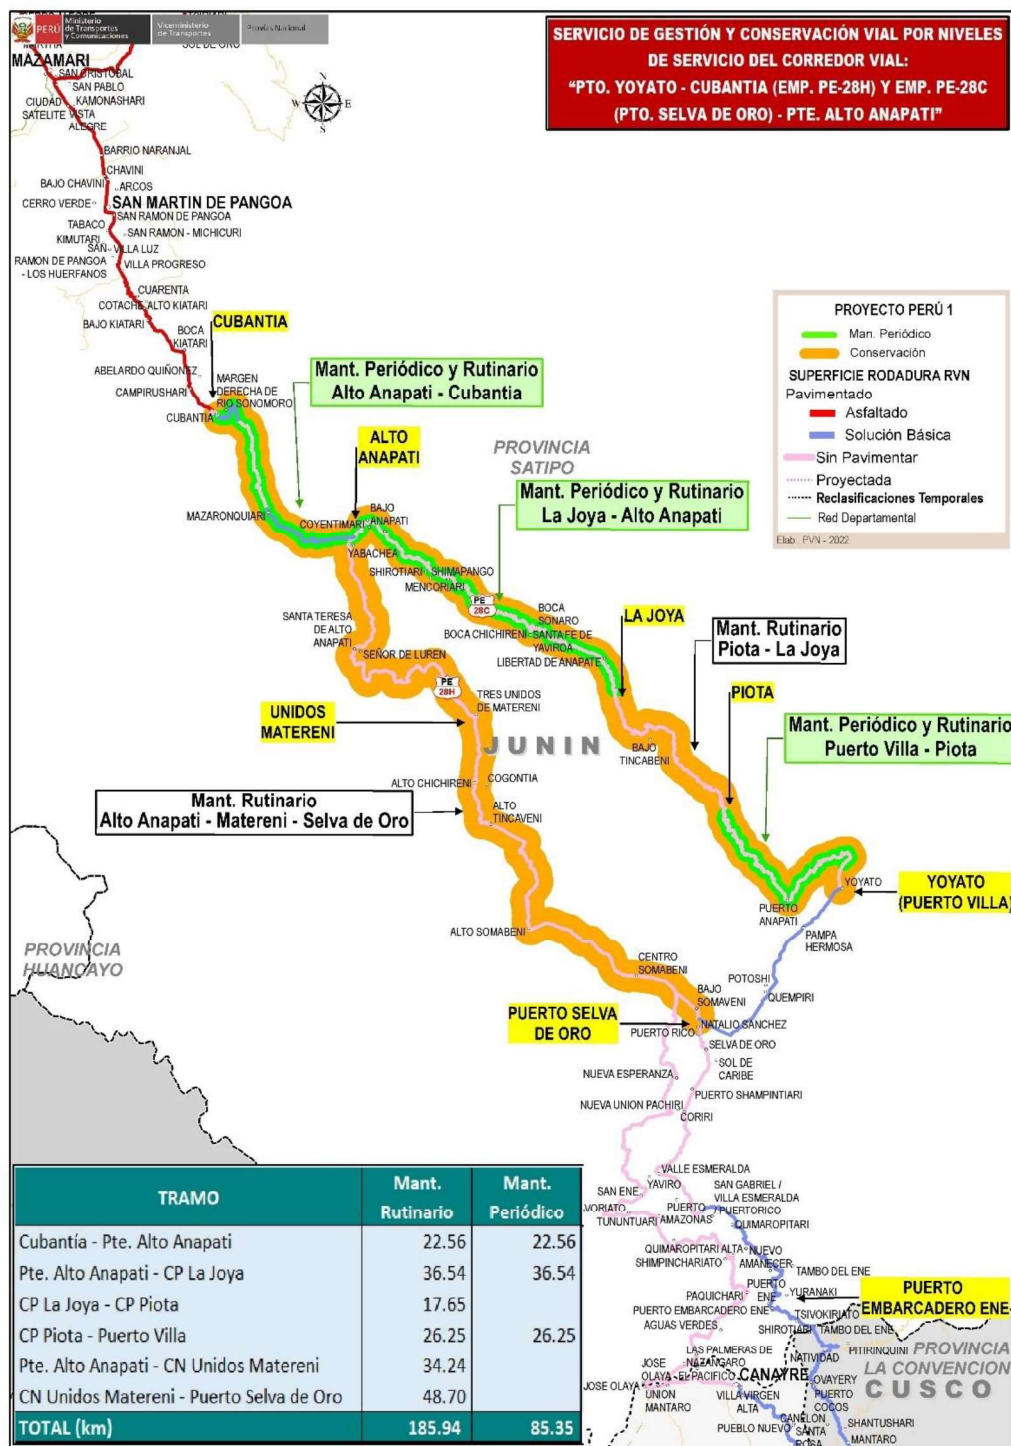 PERÚ
Ministerio
de Transportes
y Comunicaciones
Viceministerio
de Transportes
Provías Nacional
SERVICIO DE GESTIÓN Y CONSERVACIÓN VIAL POR NIVELES
DE SERVICIO DEL CORREDOR VIAL:
“PTO. YOYATO - CUBANTIA (EMP. PE-28H) Y EMP. PE-28C
(PTO. SELVA DE ORO) - PTE. ALTO ANAPATI”
SOL DE ORO
MAZAMARI
SAN CRISTOBAL
SAN PABLO
CIUDAD
SATELITE
KAMONASHARI
VISTA
ALEGRE
N
W
E
S
BARRIO NARANJAL
CHAVINI
BAJO CHAVINI
ARCOS
CERRO VERDE
SAN MARTIN DE PANGOA
SAN RAMON DE PANGOA
TABACO
KIMUTARI
SAN RAMON - MICHICURI
SAN
RAMON DE PANGOA
- LOS HUERFANOS
VILLA LUZ
VILLA PROGRESO
CUARENTA
COTACHE
ALTO KIATARI
BAJO KIATARI
BOCA
KIATARI
CUBANTIA
ABELARDO QUIÑONEZ
CAMPIRUSHARI
MARGEN
DERECHA DE
RIO SONOMORO
CUBANTIA
Mant. Periódico y Rutinario
Alto Anapati - Cubantia
PROYECTO PERÚ 1
Man. Periódico
Conservación
SUPERFICIE RODADURA RVN
Pavimentado
Asfaltado
Solución Básica
Sin Pavimentar
Proyectada
Reclasificaciones Temporales
Red Departamental
Elab. PVN - 2022
ALTO
ANAPATI
PROVINCIA
SATIPO
Mant. Periódico y Rutinario
La Joya - Alto Anapati
MAZARONQUIARI
COYENTIMARI
BAJO
ANAPATI
YABACHEA
SHIROTIARI
SHIMAPANGO
MENCORIARI
PE
28C
BOCA
SONARO
BOCA CHICHIRENI
SANTA FE DE
YAVIROA
LIBERTAD DE ANAPATE
LA JOYA
Mant. Rutinario
Piota - La Joya
SANTA TERESA
DE ALTO
ANAPATI
SEÑOR DE LUREN
PE
28H
TRES UNIDOS
DE MATERENI
UNIDOS
MATERENI
PIOTA
Mant. Periódico y Rutinario
Puerto Villa - Piota
JUNIN
BAJO
TINCABENI
ALTO CHICHIRENI
COGONTIA
Mant. Rutinario
Alto Anapati - Matereni - Selva de Oro
ALTO
TINCAVENI
YOYATO
YOYATO
(PUERTO VILLA)
PUERTO
ANAPATI
PAMPA
HERMOSA
ALTO SOMABENI
PROVINCIA
HUANCAYO
CENTRO
SOMABENI
POTOSHI
QUEMPIRI
BAJO
SOMAVENI
PUERTO SELVA
DE ORO
NATALIO SANCHEZ
PUERTO RICO
SELVA DE ORO
SOL DE
CARIBE
NUEVA ESPERANZA
PUERTO SHAMPINTIARI
NUEVA UNION PACHIRI
CORIRI
VALLE ESMERALDA
YAVIRO
SAN GABRIEL /
VILLA ESMERALDA
/ PUERTORICO
SAN ENE
VORIATO
TUNUNTUARI
PUERTO
AMAZONAS
QUIMAROPITARI
QUIMAROPITARI ALTA
NUEVO
AMANECER
SHIMPINCHARIATO
TAMBO DEL ENE
PUERTO
ENE
YURANAKI
PAQUICHARI
PUERTO
EMBARCADERO ENE
PUERTO EMBARCADERO ENE
TSIVOKIRIATO
AGUAS VERDES
SHIROTIARI
TAMBO DEL ENE
PITIRINQUINI
NATIVIDAD
PROVINCIA
LA CONVENCION
CUSCO
LAS PALMERAS DE
NAZANGARO
JOSE
OLAYA
EL PACIFICO
CANAYRE
JOSE OLAYA
UNION
MANTARO
VILLA VIRGEN
ALTA
OVAYERY
PUERTO
COCOS
PUEBLO NUEVO
CANELON
SANTA
ROSA
SHANTUSHARI
MANTARO
TRAMO
Mant.
Rutinario
Mant.
Periódico
Cubantía - Pte. Alto Anapati 22.56 22.56
Pte. Alto Anapati - CP La Joya 36.54 36.54
CP La Joya - CP Piota 17.65
CP Piota - Puerto Villa 26.25 26.25
Pte. Alto Anapati - CN Unidos Matereni 34.24
CN Unidos Matereni - Puerto Selva de Oro 48.70
TOTAL (km) 185.94 85.35